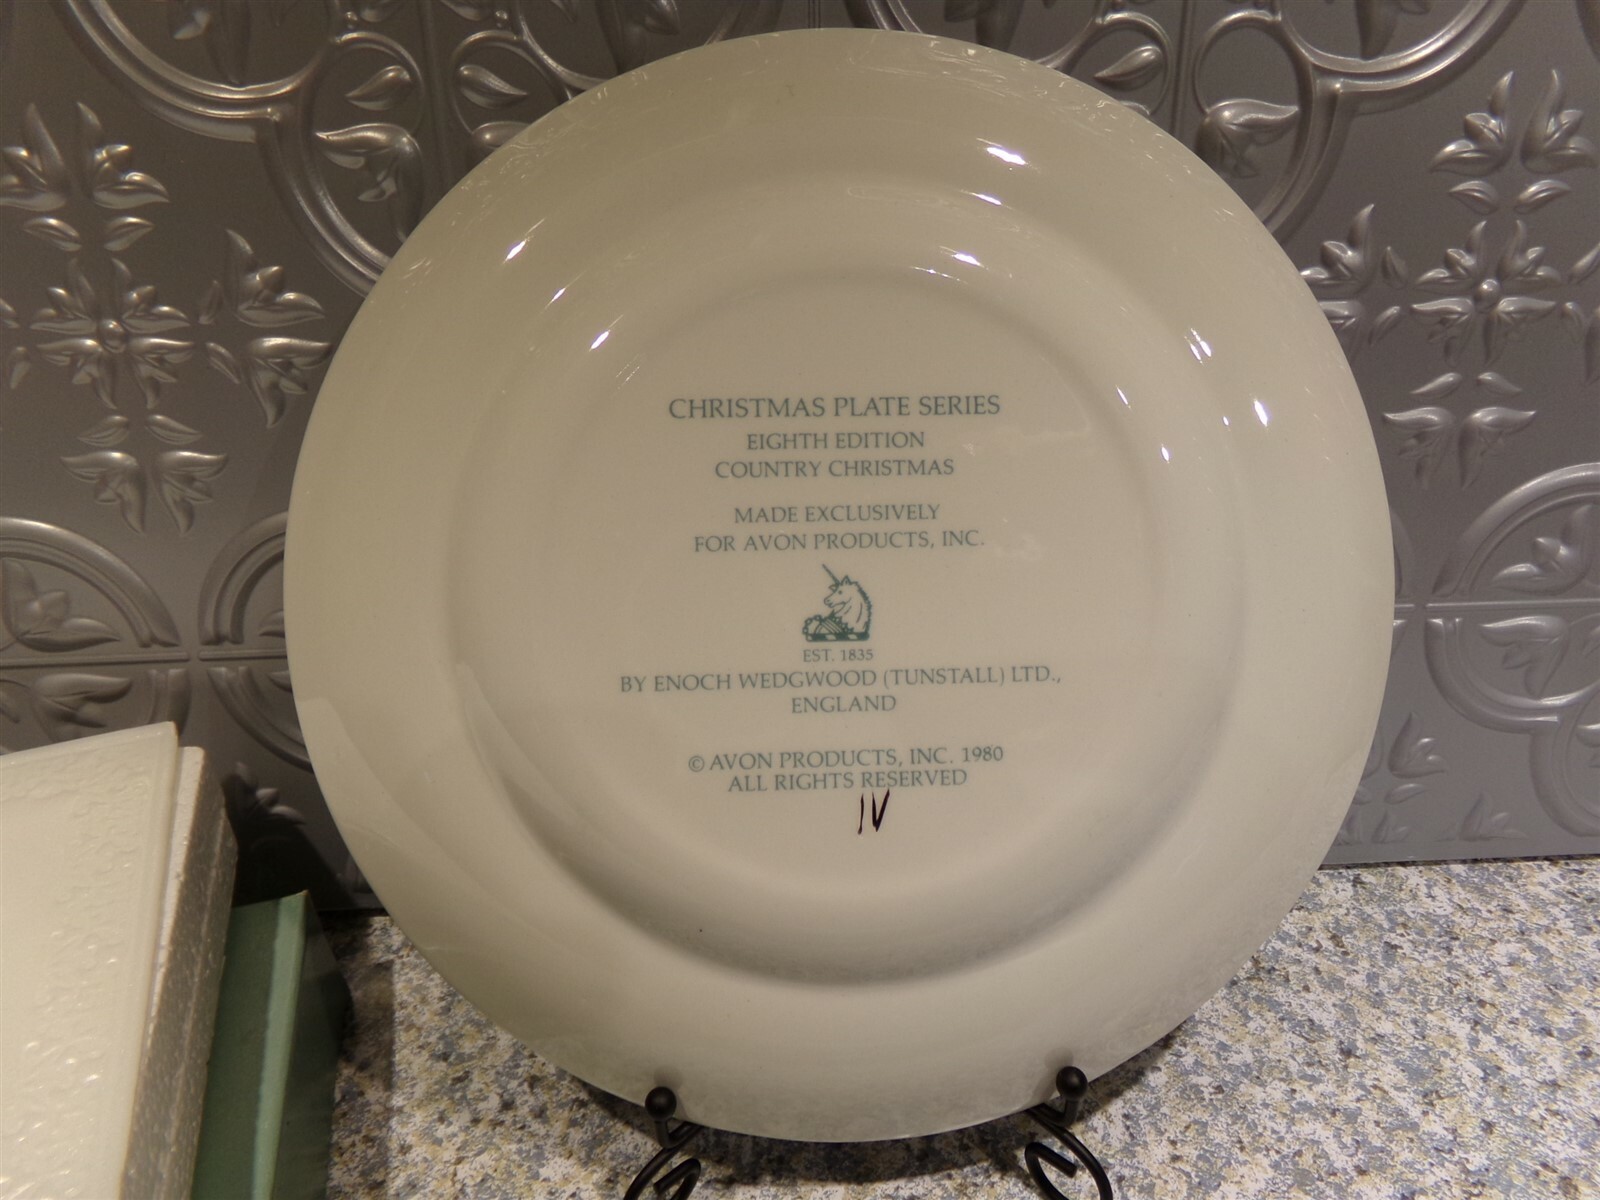 CHRISTMAS PLATE SERIES
EIGHTH EDITION
COUNTRY CHRISTMAS
MADE EXCLUSIVELY
FOR AVON PRODUCTS, INC.
EST. 1835
BY ENOCH WEDGWOOD (TUNSTALL) LTD.,
ENGLAND
© AVON PRODUCTS, INC. 1980
ALL RIGHTS RESERVED
IV